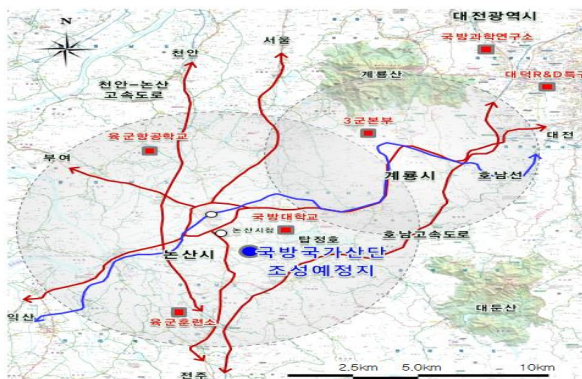 대전광역시
국방과학연구소
N
서울
천안
계룡산
대덕R&D특구
천안-논산
고속도로
3군본부
육군항공학교
대전
부여
계룡시
호남선
국방대학교
논산시청
탑정호
호남고속도로
논산시
국방국가산단
조성예정지
대둔산
익산
육군훈련소
전주
2.5km
5.0km
10km